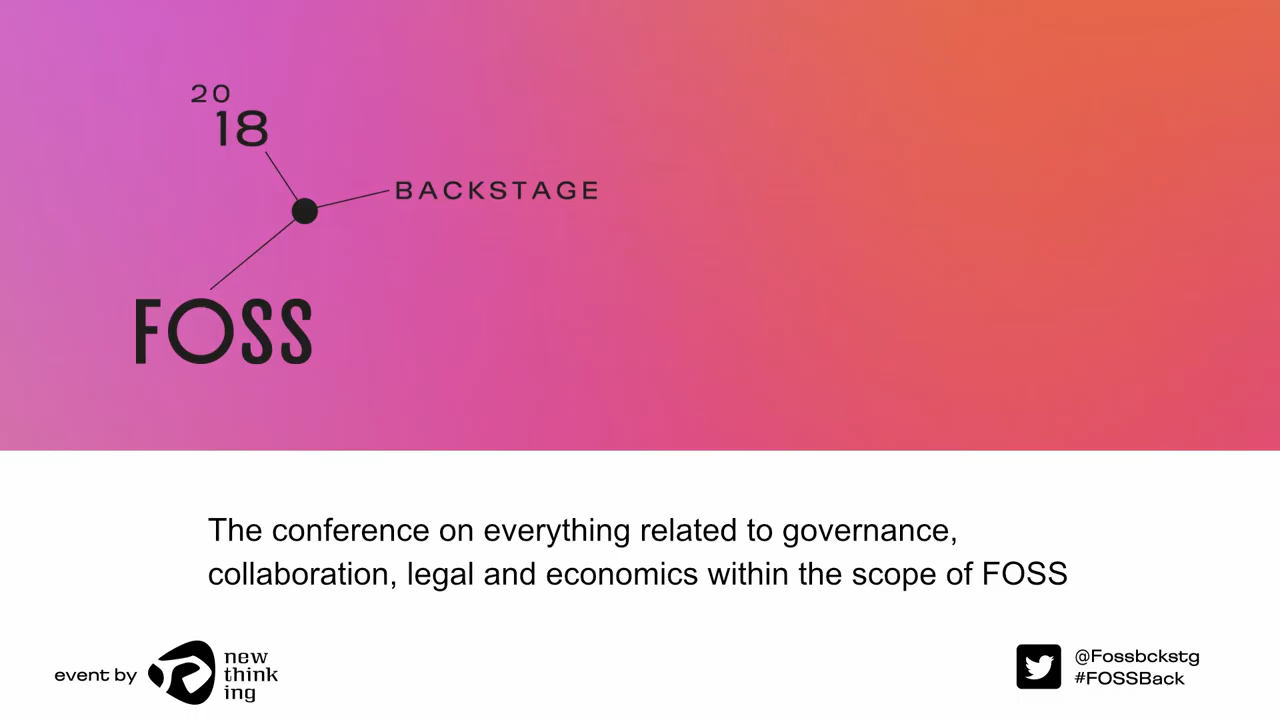 20
18
BACKSTAGE
FOSS
The conference on everything related to governance,
collaboration, legal and economics within the scope of FOSS
event by
new
think
ing
@Fossbckstg
#FOSSBack